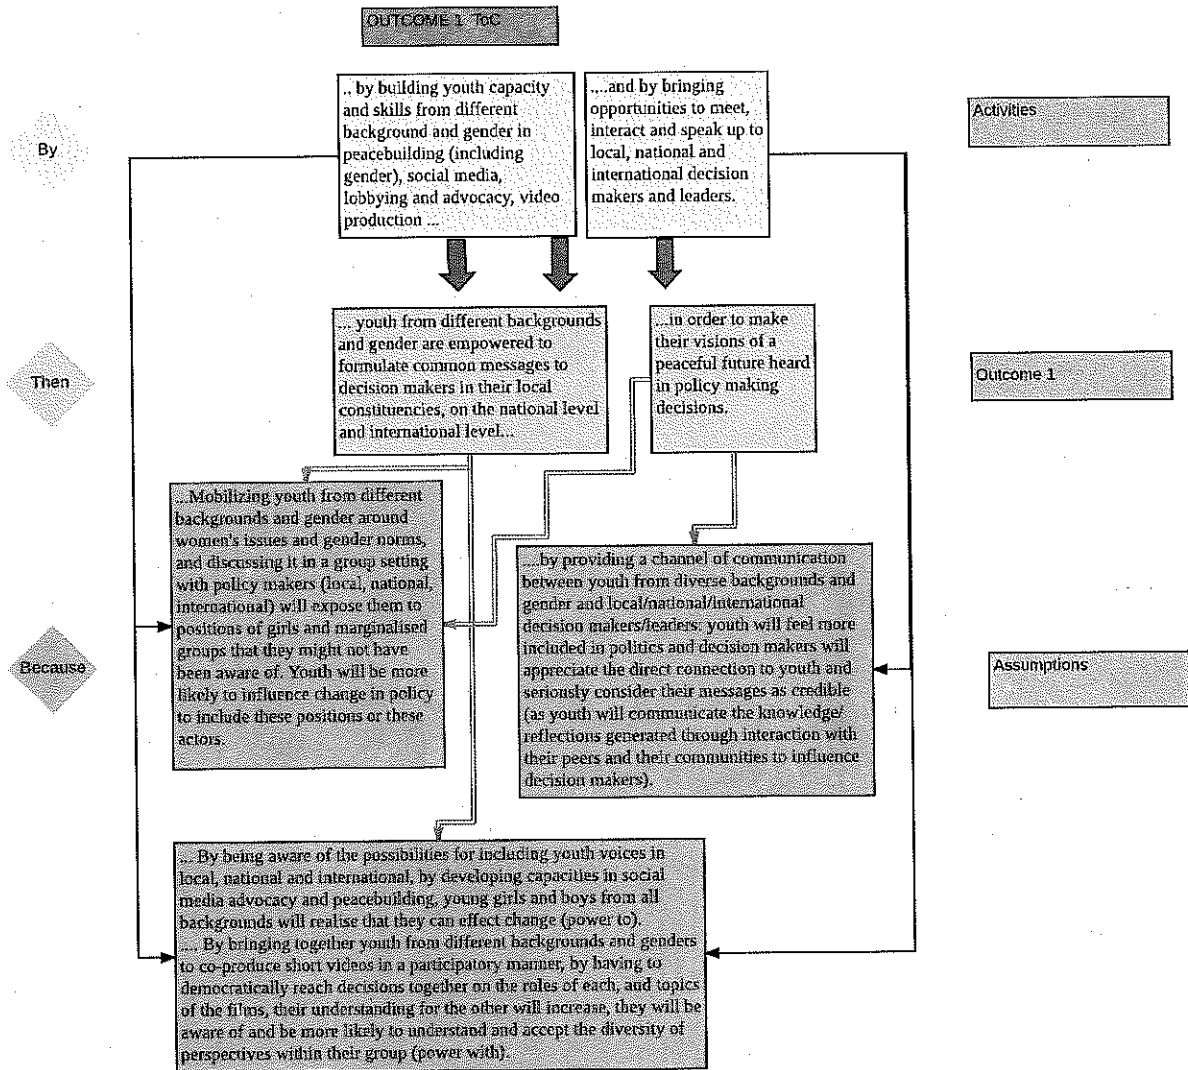 OUTCOME 1 ToC
By
.. by building youth capacity
and skills from different
background and gender in
peacebuilding (including
gender), social media,
lobbying and advocacy, video
production ...
....and by bringing
opportunities to meet,
interact and speak up to
local, national and
international decision
makers and leaders.
Activities
Then
... youth from different backgrounds
and gender are empowered to
formulate common messages to
decision makers in their local
constituencies, on the national level
and international level...
...in order to make
their visions of a
peaceful future heard
in policy making
decisions.
Outcome 1
Because
...Mobilizing youth from different
backgrounds and gender around
women's issues and gender norms,
and discussing it in a group setting
with policy makers (local, national,
international) will expose them to
positions of girls and marginalised
groups that they might not have
been aware of. Youth will be more
likely to influence change in policy
to include these positions or these
actors.
....by providing a channel of communication
between youth from diverse backgrounds and
gender and local/national/international
decision makers/leaders, youth will feel more
included in politics and decision makers will
appreciate the direct connection to youth and
seriously consider their messages as credible
(as youth will communicate the knowledge/
reflections generated through interaction with
their peers and their communities to influence
decision makers).
Assumptions
... By being aware of the possibilities for including youth voices in
local, national and international, by developing capacities in social
media advocacy and peacebuilding, young girls and boys from all
backgrounds will realise that they can effect change (power to).
.... By bringing together youth from different backgrounds and genders
to co-produce short videos in a participatory manner, by having to
democratically reach decisions together on the roles of each, and topics
of the films, their understanding for the other will increase, they will be
aware of and be more likely to understand and accept the diversity of
perspectives within their group (power with).